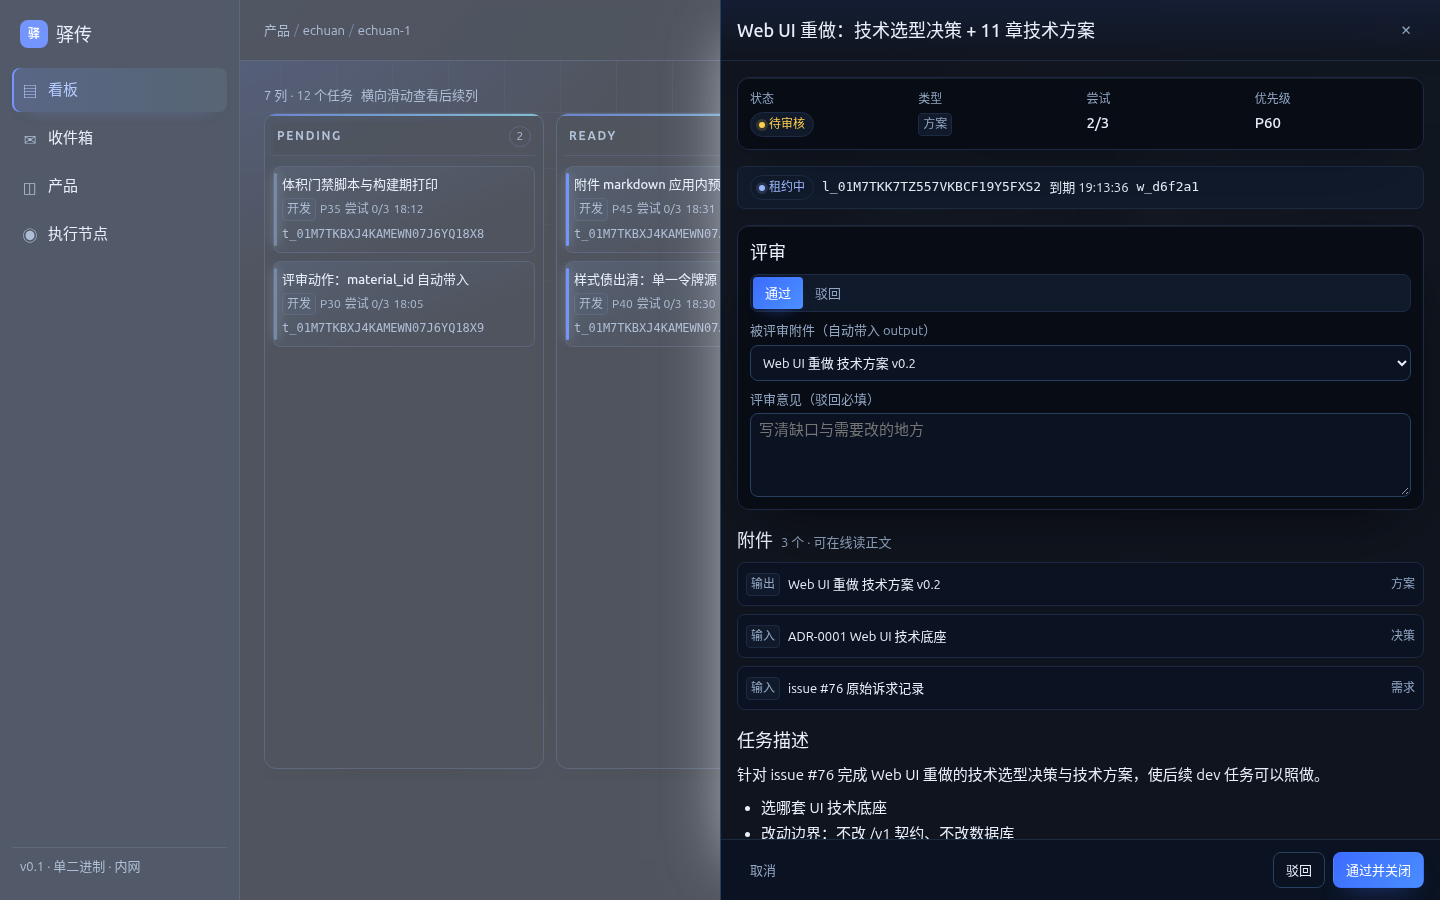 驿 驿传
看板
收件箱
产品
执行节点
v0.1 · 单二进制 · 内网
产品 / echuan / echuan-1
7 列 · 12 个任务 横向滑动查看后续列
PENDING 2
体积门禁脚本与构建期打印
开发 P35 尝试 0/3 18:12
t_01M7TKBXJ4KAMEWN07J6YQ18X8
评审动作：material_id 自动带入
开发 P30 尝试 0/3 18:05
t_01M7TKBXJ4KAMEWN07J6YQ18X9
READY
附件 markdown 应用内预
开发 P45 尝试 0/3 18:31
t_01M7TKBXJ4KAMEWN07
样式债出清：单一令牌源
开发 P40 尝试 0/3 18:30
t_01M7TKBXJ4KAMEWN07
Web UI 重做：技术选型决策 + 11 章技术方案 ×
状态 类型 尝试 优先级
待审核 方案 2/3 P60
租约中 l_01M7TKK7TZ557VKBCF19Y5FXS2 到期 19:13:36 w_d6f2a1
评审
通过 驳回
被评审附件（自动带入 output）
Web UI 重做 技术方案 v0.2
评审意见（驳回必填）
写清缺口与需要改的地方
附件 3 个 · 可在线读正文
输出 Web UI 重做 技术方案 v0.2 方案
输入 ADR-0001 Web UI 技术底座 决策
输入 issue #76 原始诉求记录 需求
任务描述
针对 issue #76 完成 Web UI 重做的技术选型决策与技术方案，使后续 dev 任务可以照做。
• 选哪套 UI 技术底座
• 改动边界：不改 /v1 契约、不改数据库
取消 驳回 通过并关闭